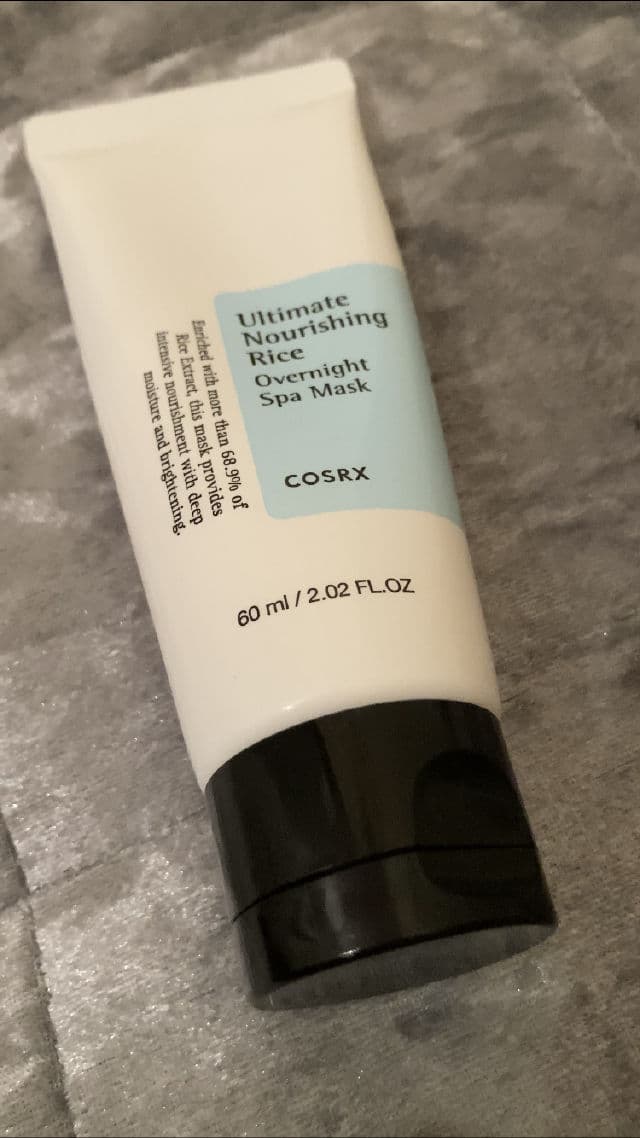 Ultimate
Nourishing
Rice
Overnight
Spa Mask
COSRX
Enriched with more than 68.9% of
Rice Extract, this mask provides
intensive nourishment with deep
moisture and brightening.
60 ml / 2.02 FL.OZ